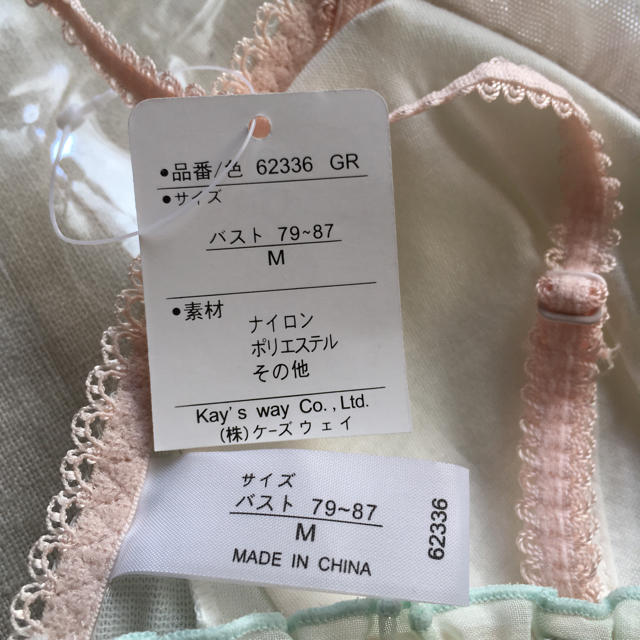 ●品番/色 62336 GR
●サイズ
バスト 79~87
M
●素材
ナイロン
ポリエステル
その他
Kay's way Co.,Ltd.
(株)ケーズウェイ
サイズ
バスト 79~87
M
MADE IN CHINA
62336